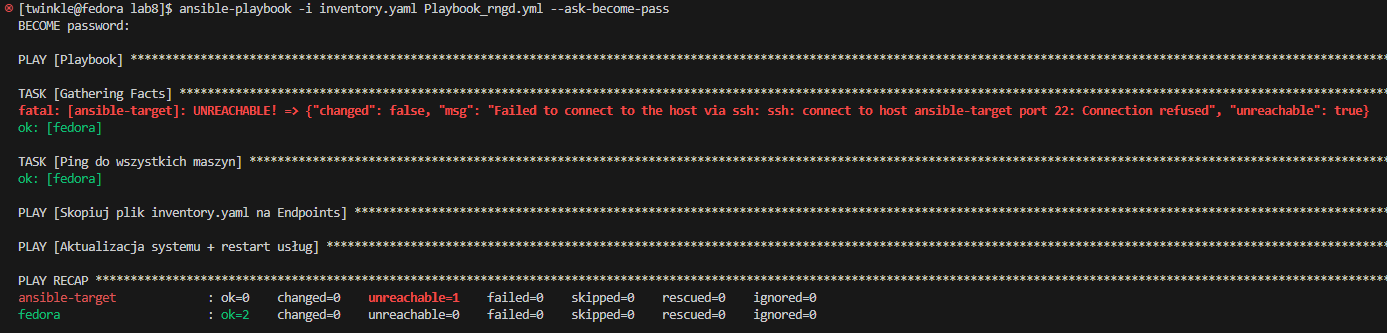 [twinkle@fedora lab8]$ ansible-playbook -i inventory.yaml Playbook_rngd.yml --ask-become-pass
BECOME password:
PLAY [Playbook] ****************************************************************************************************************************************************************************
TASK [Gathering Facts] *********************************************************************************************************************************************************************
fatal: [ansible-target]: UNREACHABLE! => {"changed": false, "msg": "Failed to connect to the host via ssh: ssh: connect to host ansible-target port 22: Connection refused", "unreachable": true}
ok: [fedora]
TASK [Ping do wszystkich maszyn] ***********************************************************************************************************************************************************
ok: [fedora]
PLAY [Skopiuj plik inventory.yaml na Endpoints] ********************************************************************************************************************************************
PLAY [Aktualizacja systemu + restart usług] ************************************************************************************************************************************************
PLAY RECAP *********************************************************************************************************************************************************************************
ansible-target             : ok=0    changed=0    unreachable=1    failed=0    skipped=0    rescued=0    ignored=0
fedora                     : ok=2    changed=0    unreachable=0    failed=0    skipped=0    rescued=0    ignored=0